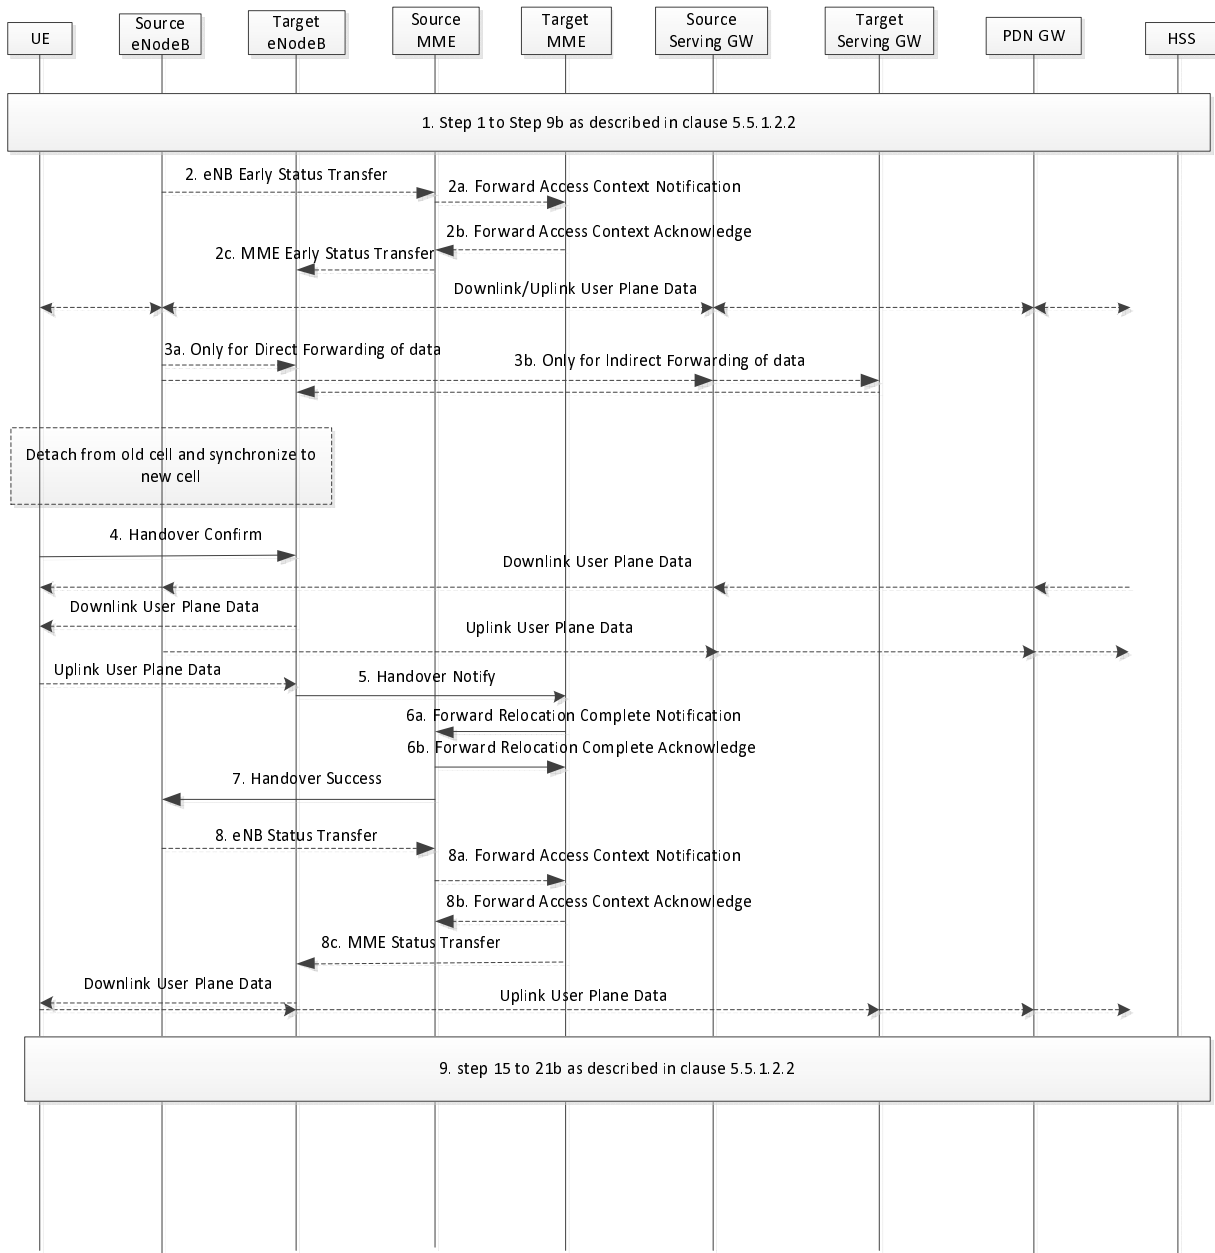 UE
Source
eNodeB
Target
eNodeB
Source
MME
Target
MME
Source
Serving GW
Target
Serving GW
PDN GW
HSS
1. Step 1 to Step 9b as described in clause 5.5.1.2.2
2. eNB Early Status Transfer
2a. Forward Access Context Notification
2b. Forward Access Context Acknowledge
2c. MME Early Status Transfer
Downlink/Uplink User Plane Data
3a. Only for Direct Forwarding of data
3b. Only for Indirect Forwarding of data
Detach from old cell and synchronize to
new cell
4. Handover Confirm
Downlink User Plane Data
Downlink User Plane Data
Uplink User Plane Data
Uplink User Plane Data
5. Handover Notify
6a. Forward Relocation Complete Notification
6b. Forward Relocation Complete Acknowledge
7. Handover Success
8. eNB Status Transfer
8a. Forward Access Context Notification
8b. Forward Access Context Acknowledge
8c. MME Status Transfer
Downlink User Plane Data
Uplink User Plane Data
9. step 15 to 21b as described in clause 5.5.1.2.2